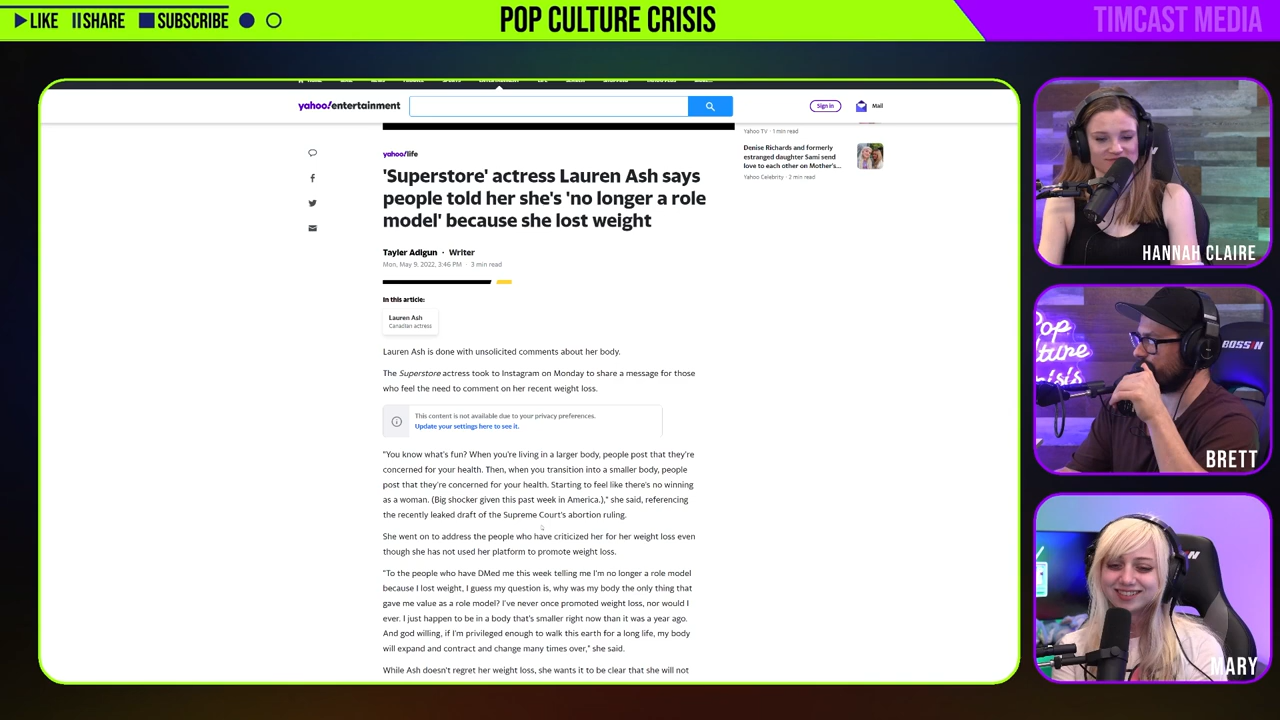 LIKE SHARE SUBSCRIBE
POP CULTURE CRISIS
TIMCAST MEDIA
yahoo!entertainment
Sign in
Mail
Yahoo TV · 1 min read
Denise Richards and formerly
estranged daughter Sami send
love to each other on Mother's...
Yahoo Celebrity · 2 min read
yahoo!life
'Superstore' actress Lauren Ash says
people told her she's 'no longer a role
model' because she lost weight
Tayler Adigun · Writer
Mon, May 9, 2022, 3:46 PM · 3 min read
In this article:
Lauren Ash
Canadian actress
Lauren Ash is done with unsolicited comments about her body.
The Superstore actress took to Instagram on Monday to share a message for those
who feel the need to comment on her recent weight loss.
This content is not available due to your privacy preferences.
Update your settings here to see it.
"You know what's fun? When you're living in a larger body, people post that they're
concerned for your health. Then, when you transition into a smaller body, people
post that they're concerned for your health. Starting to feel like there's no winning
as a woman. (Big shocker given this past week in America.)," she said, referencing
the recently leaked draft of the Supreme Court's abortion ruling.
She went on to address the people who have criticized her for her weight loss even
though she has not used her platform to promote weight loss.
"To the people who have DMed me this week telling me I'm no longer a role model
because I lost weight, I guess my question is, why was my body the only thing that
gave me value as a role model? I've never once promoted weight loss, nor would I
ever. I just happen to be in a body that's smaller right now than it was a year ago.
And god willing, if I'm privileged enough to walk this earth for a long life, my body
will expand and contract and change many times over," she said.
While Ash doesn't regret her weight loss, she wants it to be clear that she will not
HANNAH CLAIRE
Pop
BOSSIN
BRETT
MARY